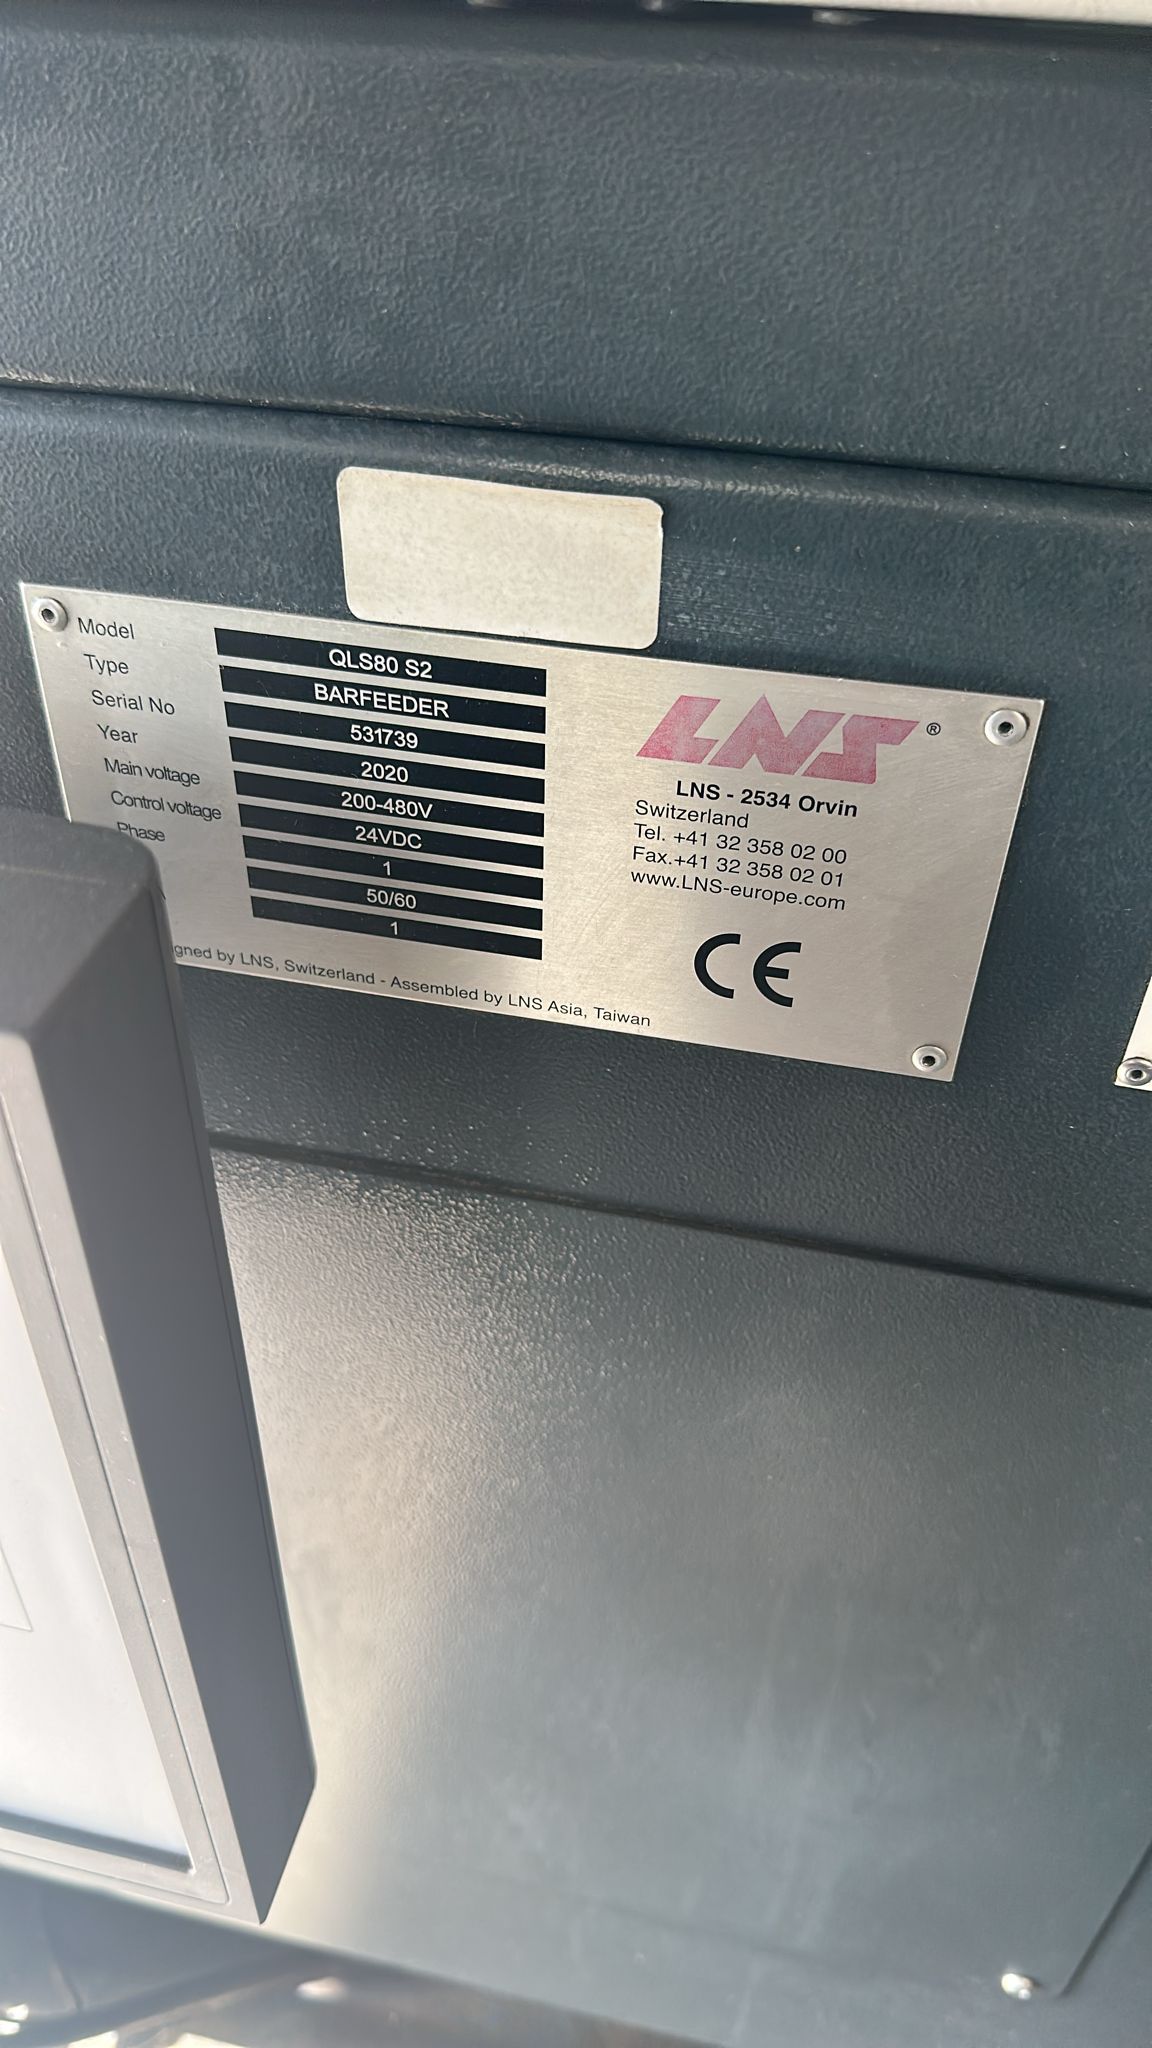 Model QLS80 S2
Type BARFEEDER
Serial No 531739
Year 2020
Main voltage 200-480V
Control voltage 24VDC
Phase 1
50/60
1
LNS ®
LNS - 2534 Orvin
Switzerland
Tel. +41 32 358 02 00
Fax.+41 32 358 02 01
www.LNS-europe.com
CE
gned by LNS, Switzerland - Assembled by LNS Asia, Taiwan